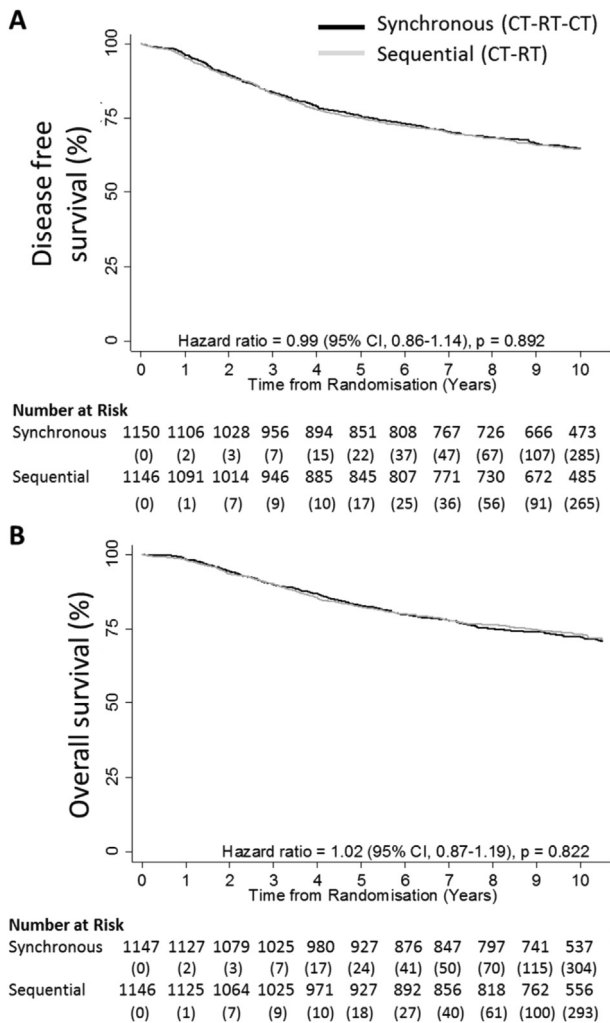 A
Synchronous (CT-RT-CT)
Sequential (CT-RT)
Disease free
survival (%)
100
75
50
25
0
Hazard ratio = 0.99 (95% CI, 0.86-1.14), p = 0.892
0 1 2 3 4 5 6 7 8 9 10
Time from Randomisation (Years)
Number at Risk
Synchronous 1150 1106 1028 956 894 851 808 767 726 666 473
(0) (2) (3) (7) (15) (22) (37) (47) (67) (107) (285)
Sequential 1146 1091 1014 946 885 845 807 771 730 672 485
(0) (1) (7) (9) (10) (17) (25) (36) (56) (91) (265)
B
Overall survival (%)
100
75
50
25
0
Hazard ratio = 1.02 (95% CI, 0.87-1.19), p = 0.822
0 1 2 3 4 5 6 7 8 9 10
Time from Randomisation (Years)
Number at Risk
Synchronous 1147 1127 1079 1025 980 927 876 847 797 741 537
(0) (2) (3) (7) (17) (24) (41) (50) (70) (115) (304)
Sequential 1146 1125 1064 1025 971 927 892 856 818 762 556
(0) (1) (7) (9) (10) (18) (27) (40) (61) (100) (293)